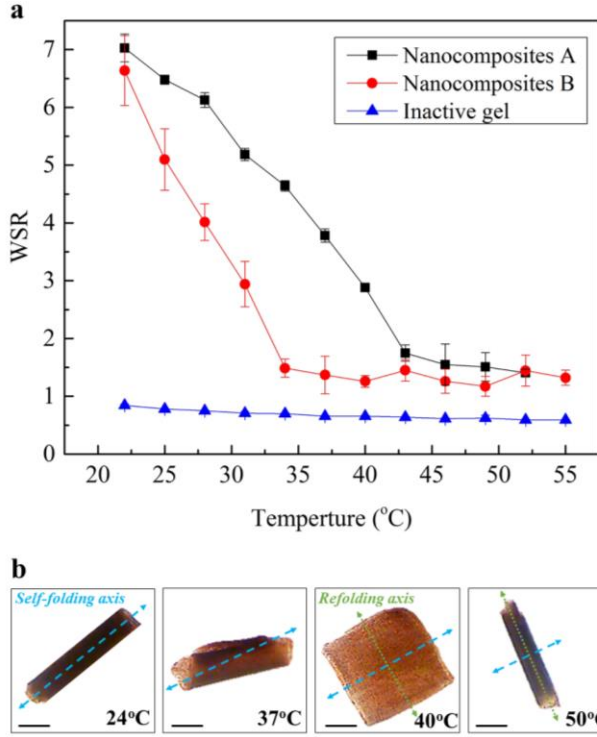 a
7
6
5
4
3
2
1
0
WSR
Nanocomposites A
Nanocomposites B
Inactive gel
20 25 30 35 40 45 50 55
Temperture (°C)
b
Self-folding axis
Refolding axis
24°C
37°C
40°C
50°C